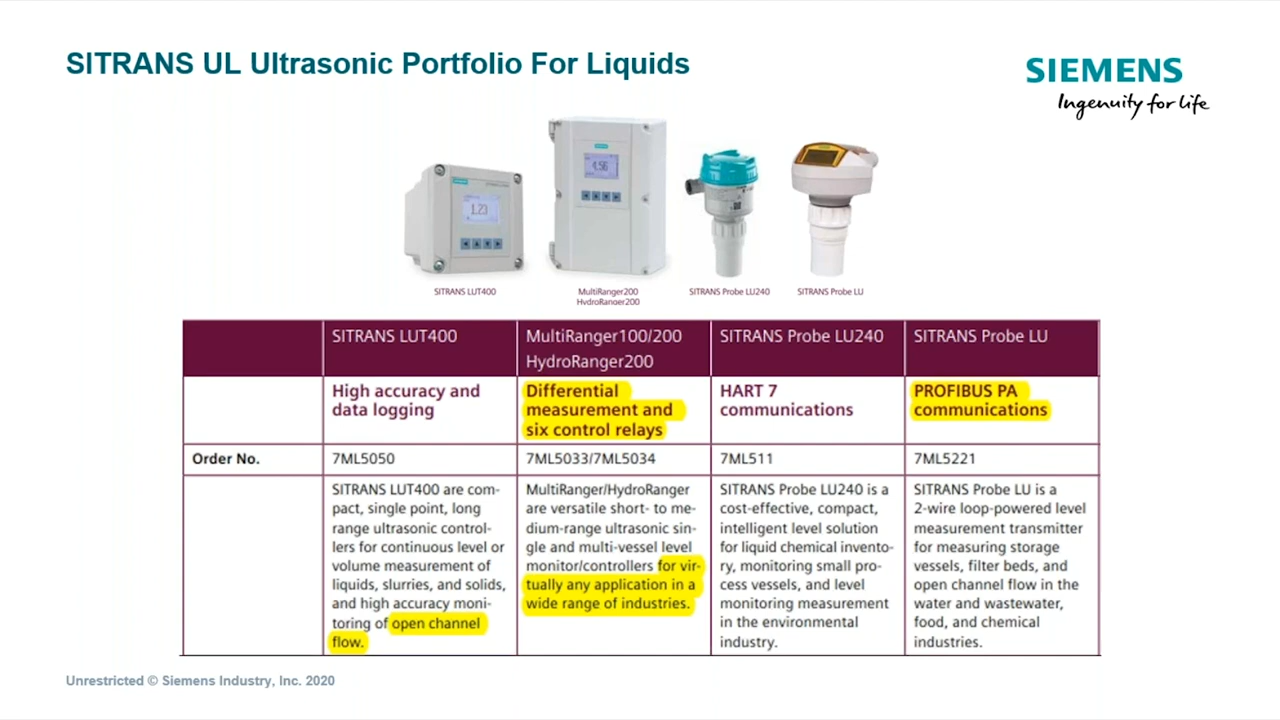 SITRANS UL Ultrasonic Portfolio For Liquids
SIEMENS
Ingenuity for life
4.56
1.23
SITRANS LUT400
MultiRanger200
HydroRanger200
SITRANS Probe LU240
SITRANS Probe LU
SITRANS LUT400
MultiRanger100/200
HydroRanger200
SITRANS Probe LU240
SITRANS Probe LU
High accuracy and
data logging
Differential
measurement and
six control relays
HART 7
communications
PROFIBUS PA
communications
Order No.
7ML5050
7ML5033/7ML5034
7ML511
7ML5221
SITRANS LUT400 are com-
pact, single point, long
range ultrasonic control-
lers for continuous level or
volume measurement of
liquids, slurries, and solids,
and high accuracy moni-
toring of open channel
flow.
MultiRanger/HydroRanger
are versatile short- to me-
dium-range ultrasonic sin-
gle and multi-vessel level
monitor/controllers for vir-
tually any application in a
wide range of industries.
SITRANS Probe LU240 is a
cost-effective, compact,
intelligent level solution
for liquid chemical invento-
ry, monitoring small pro-
cess vessels, and level
monitoring measurement
in the environmental
industry.
SITRANS Probe LU is a
2-wire loop-powered level
measurement transmitter
for measuring storage
vessels, filter beds, and
open channel flow in the
water and wastewater,
food, and chemical
industries.
Unrestricted © Siemens Industry, Inc. 2020